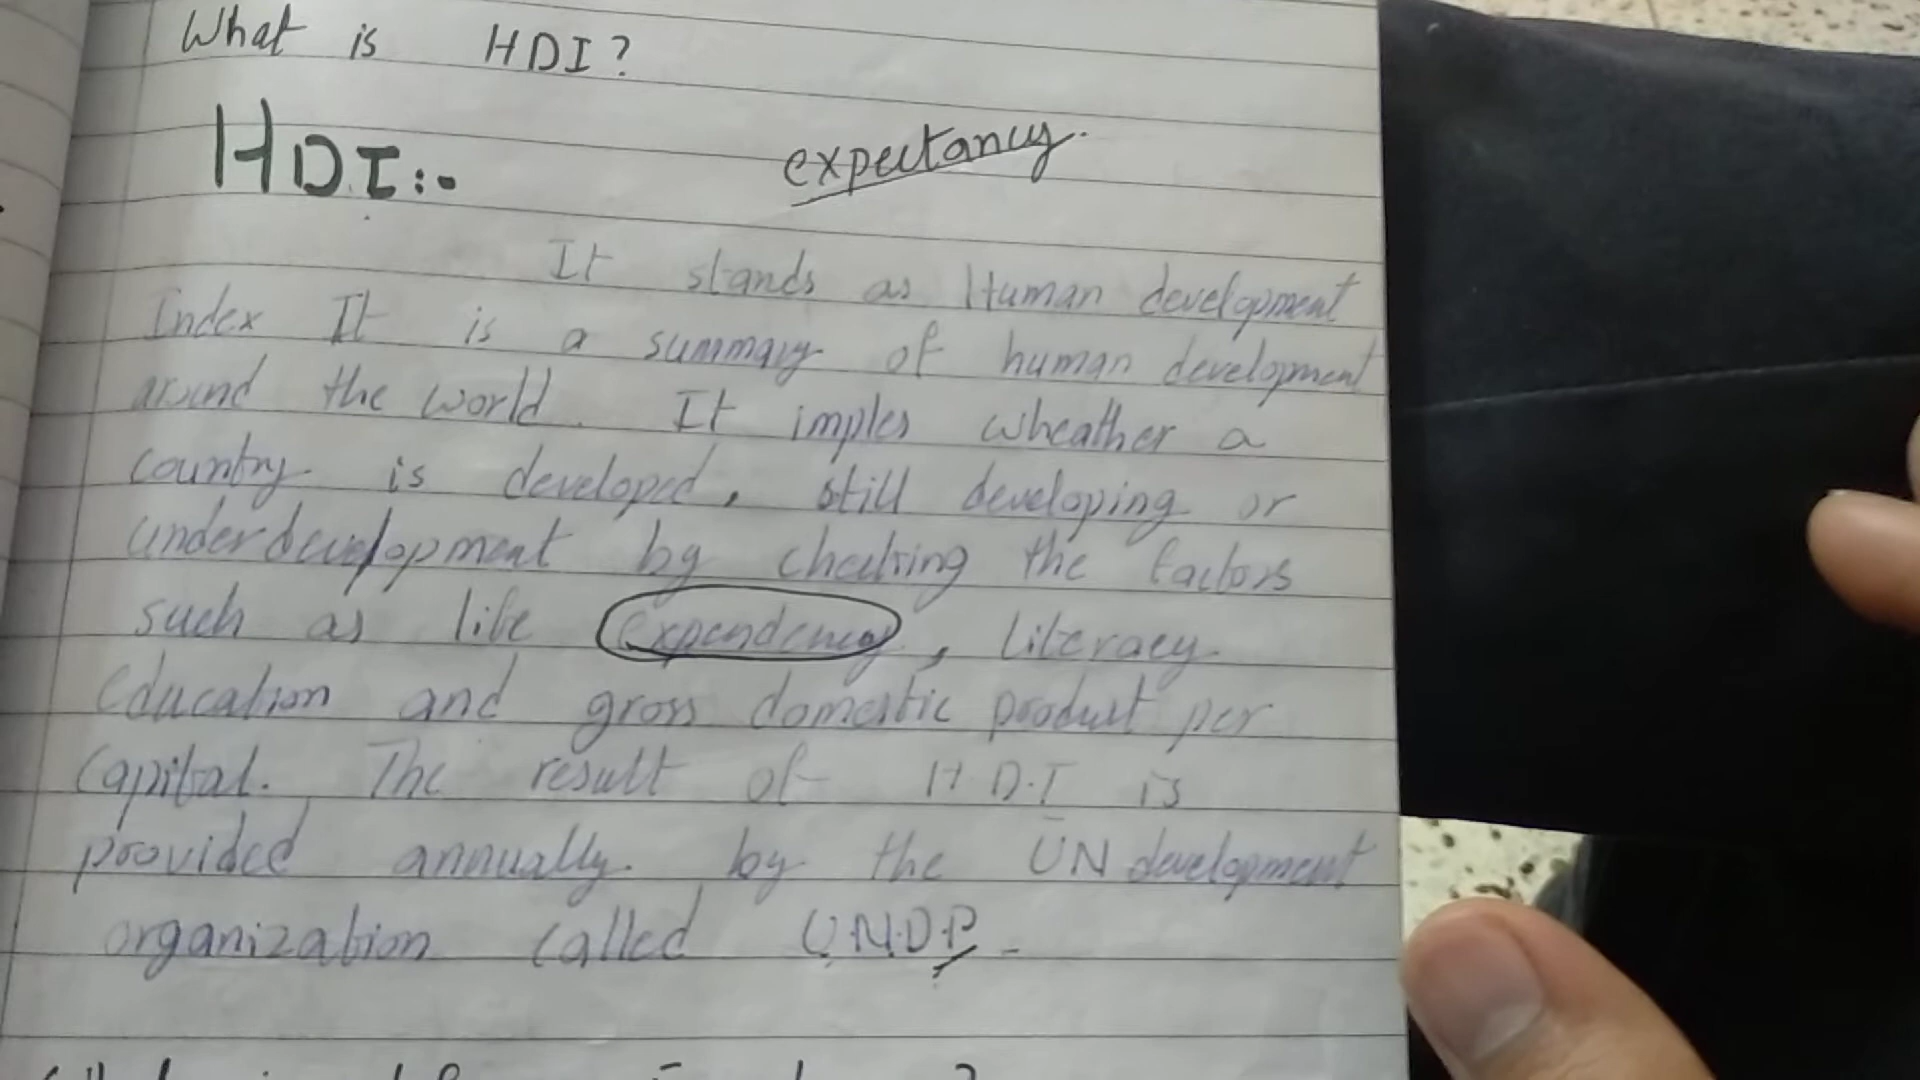 What is HDI?
HDI:-
expectancy.
It stands as Human development
Index It is a summary of human development
around the world. It imples wheather a
country is developed, still developing or
underdevelopment by checking the factors
such as life expendency, Literacy
Education and gross domestic product per
capital. The result of H.D.I is
provided annually by the UN development
organization called U.N.D.P